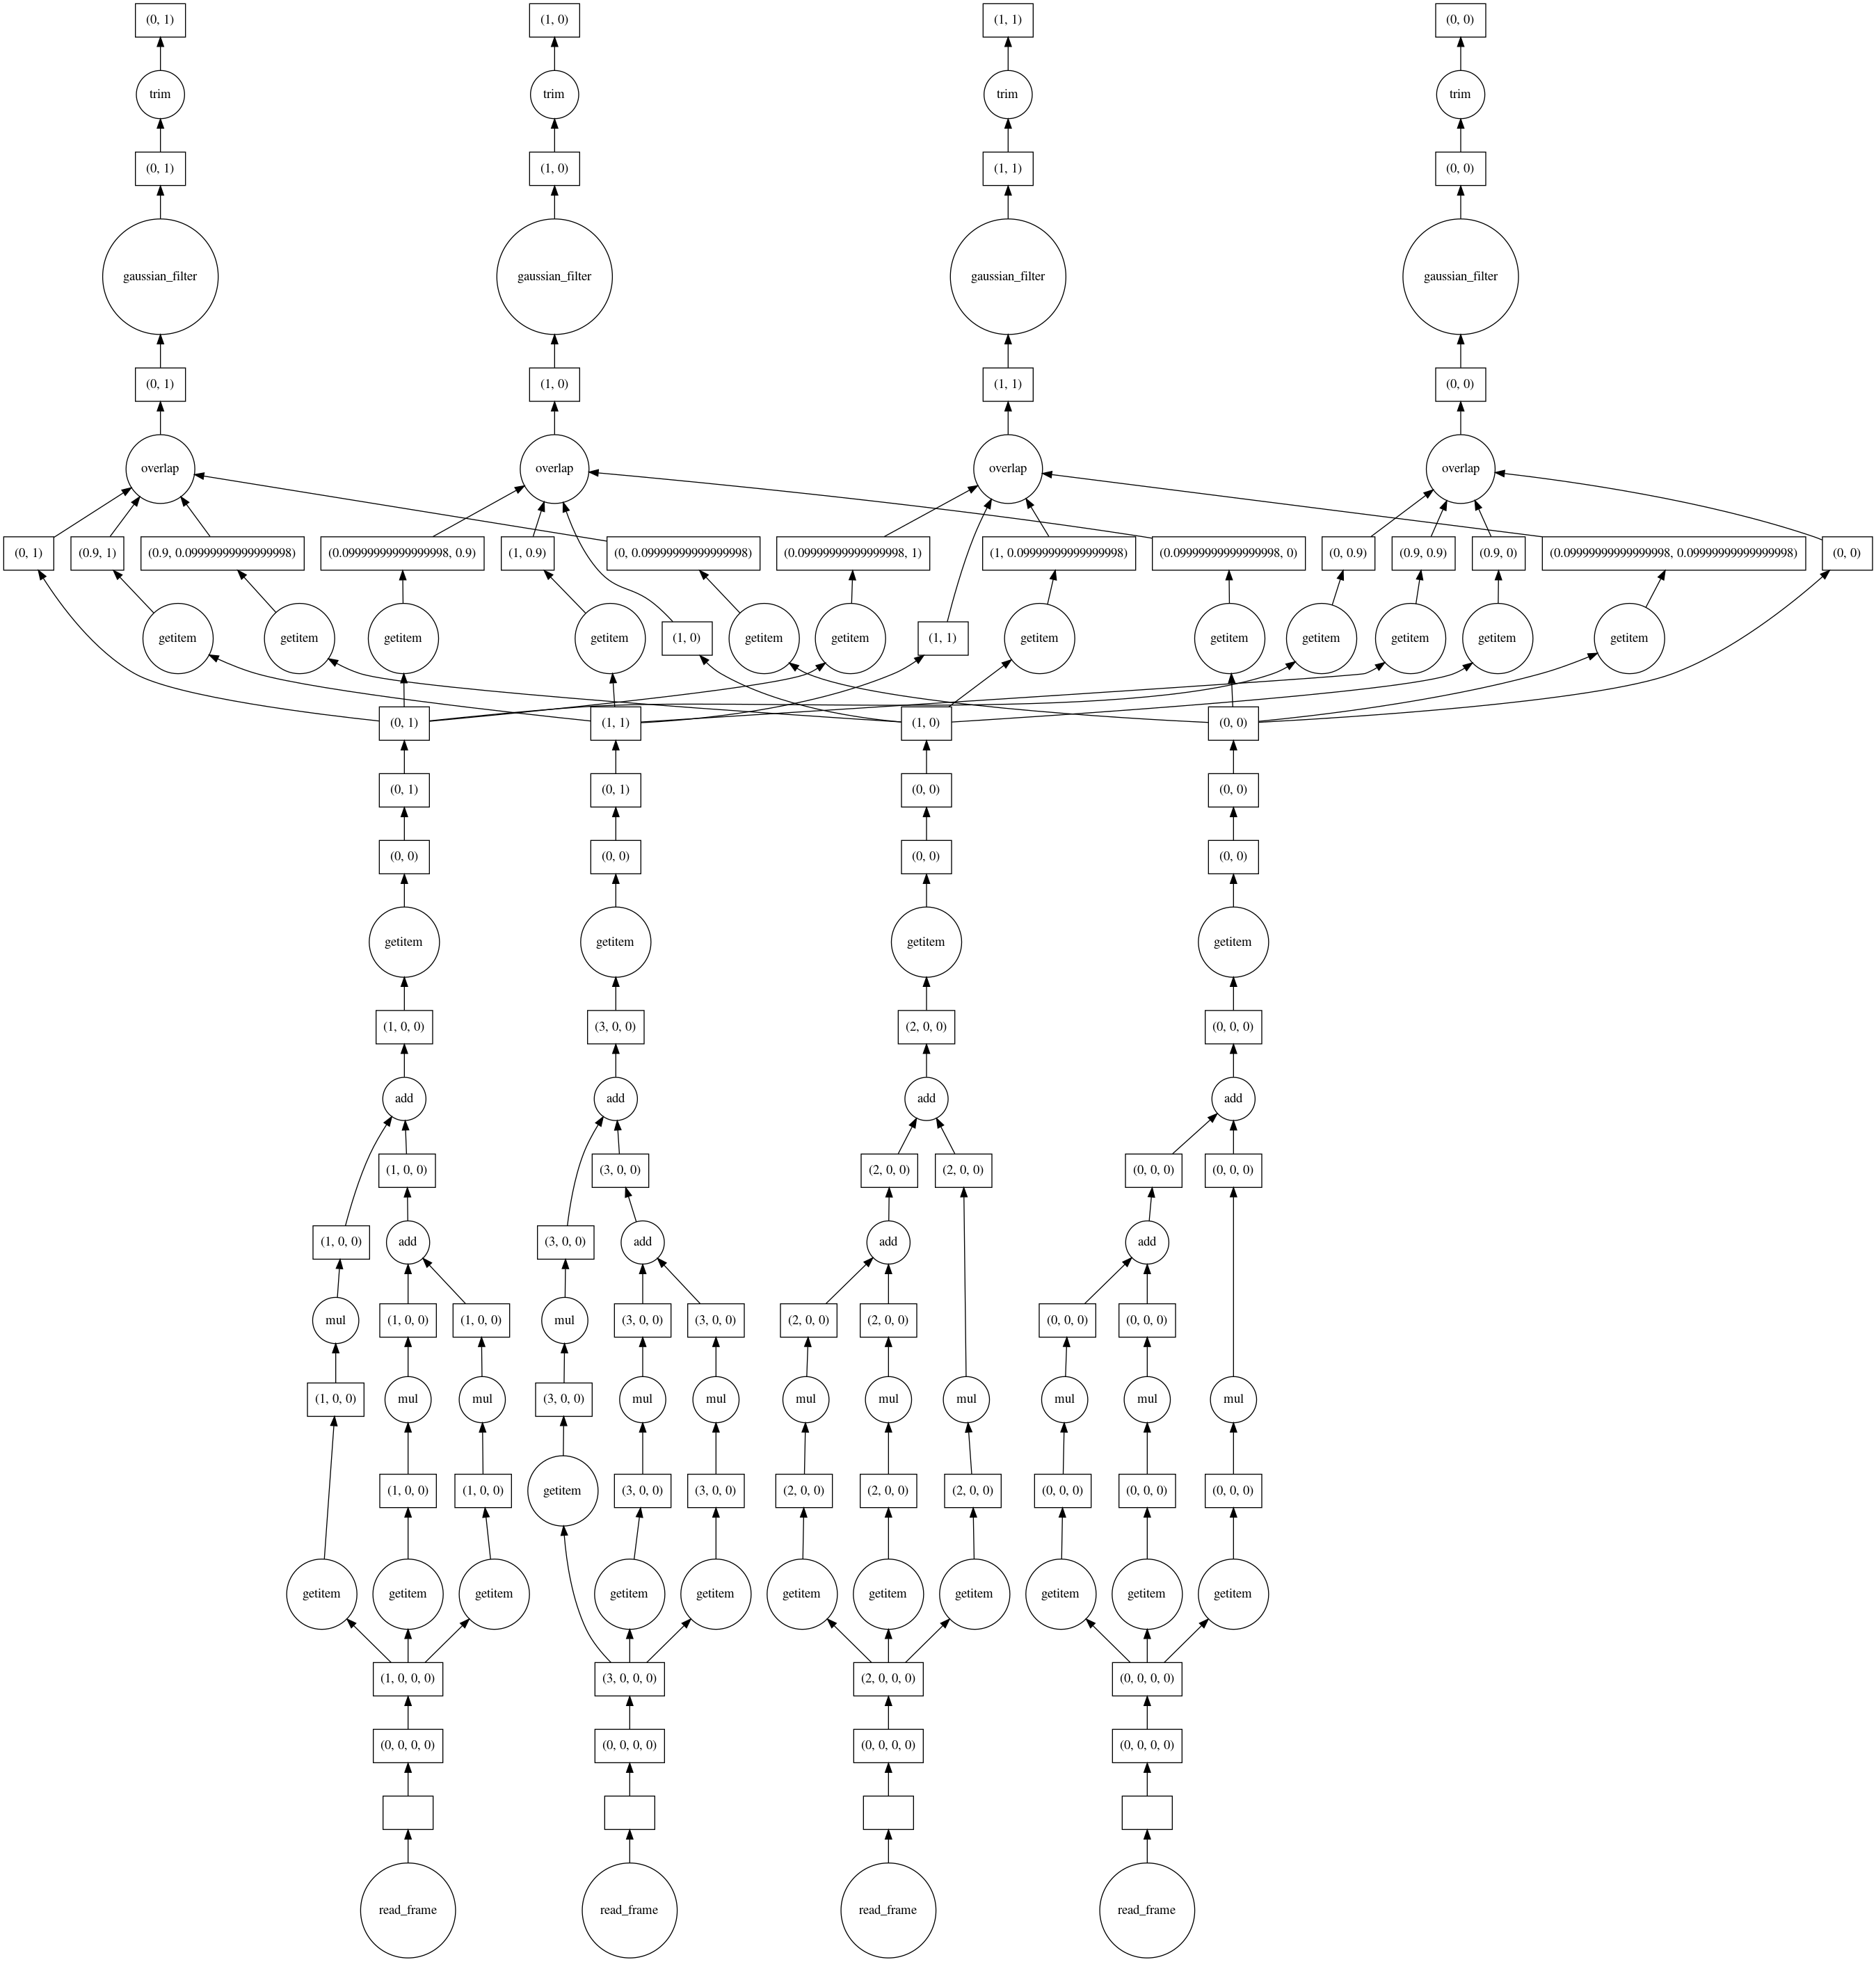 (0, 1) (1, 0) (1, 1) (0, 0)
trim trim trim trim
(0, 1) (1, 0) (1, 1) (0, 0)
gaussian_filter gaussian_filter gaussian_filter gaussian_filter
(0, 1) (1, 0) (1, 1) (0, 0)
overlap overlap overlap overlap
(0, 1) (0.9, 1) (0.9, 0.09999999999999998) (0.09999999999999998, 0.9) (1, 0.9) (0, 0.09999999999999998) (0.09999999999999998, 1) (1, 0.09999999999999998) (0.09999999999999998, 0) (0, 0.9) (0.9, 0.9) (0.9, 0) (0.09999999999999998, 0.09999999999999998) (0, 0)
getitem getitem getitem getitem (1, 0) getitem getitem (1, 1) getitem getitem getitem getitem getitem getitem
(0, 1) (1, 1) (1, 0) (0, 0)
(0, 1) (0, 1) (0, 0) (0, 0)
(0, 0) (0, 0) (0, 0) (0, 0)
getitem getitem getitem getitem
(1, 0, 0) (3, 0, 0) (2, 0, 0) (0, 0, 0)
add add add add
(1, 0, 0) (3, 0, 0) (2, 0, 0) (2, 0, 0) (0, 0, 0) (0, 0, 0)
(1, 0, 0) add (3, 0, 0) add add add
mul (1, 0, 0) (1, 0, 0) mul (3, 0, 0) (3, 0, 0) (2, 0, 0) (2, 0, 0) (0, 0, 0) (0, 0, 0)
(1, 0, 0) mul mul (3, 0, 0) mul mul mul mul mul mul mul mul
(1, 0, 0) (1, 0, 0) getitem (3, 0, 0) (3, 0, 0) (2, 0, 0) (2, 0, 0) (2, 0, 0) (0, 0, 0) (0, 0, 0) (0, 0, 0)
getitem getitem getitem getitem getitem getitem getitem getitem getitem getitem getitem
(1, 0, 0, 0) (3, 0, 0, 0) (2, 0, 0, 0) (0, 0, 0, 0)
(0, 0, 0, 0) (0, 0, 0, 0) (0, 0, 0, 0) (0, 0, 0, 0)
read_frame read_frame read_frame read_frame